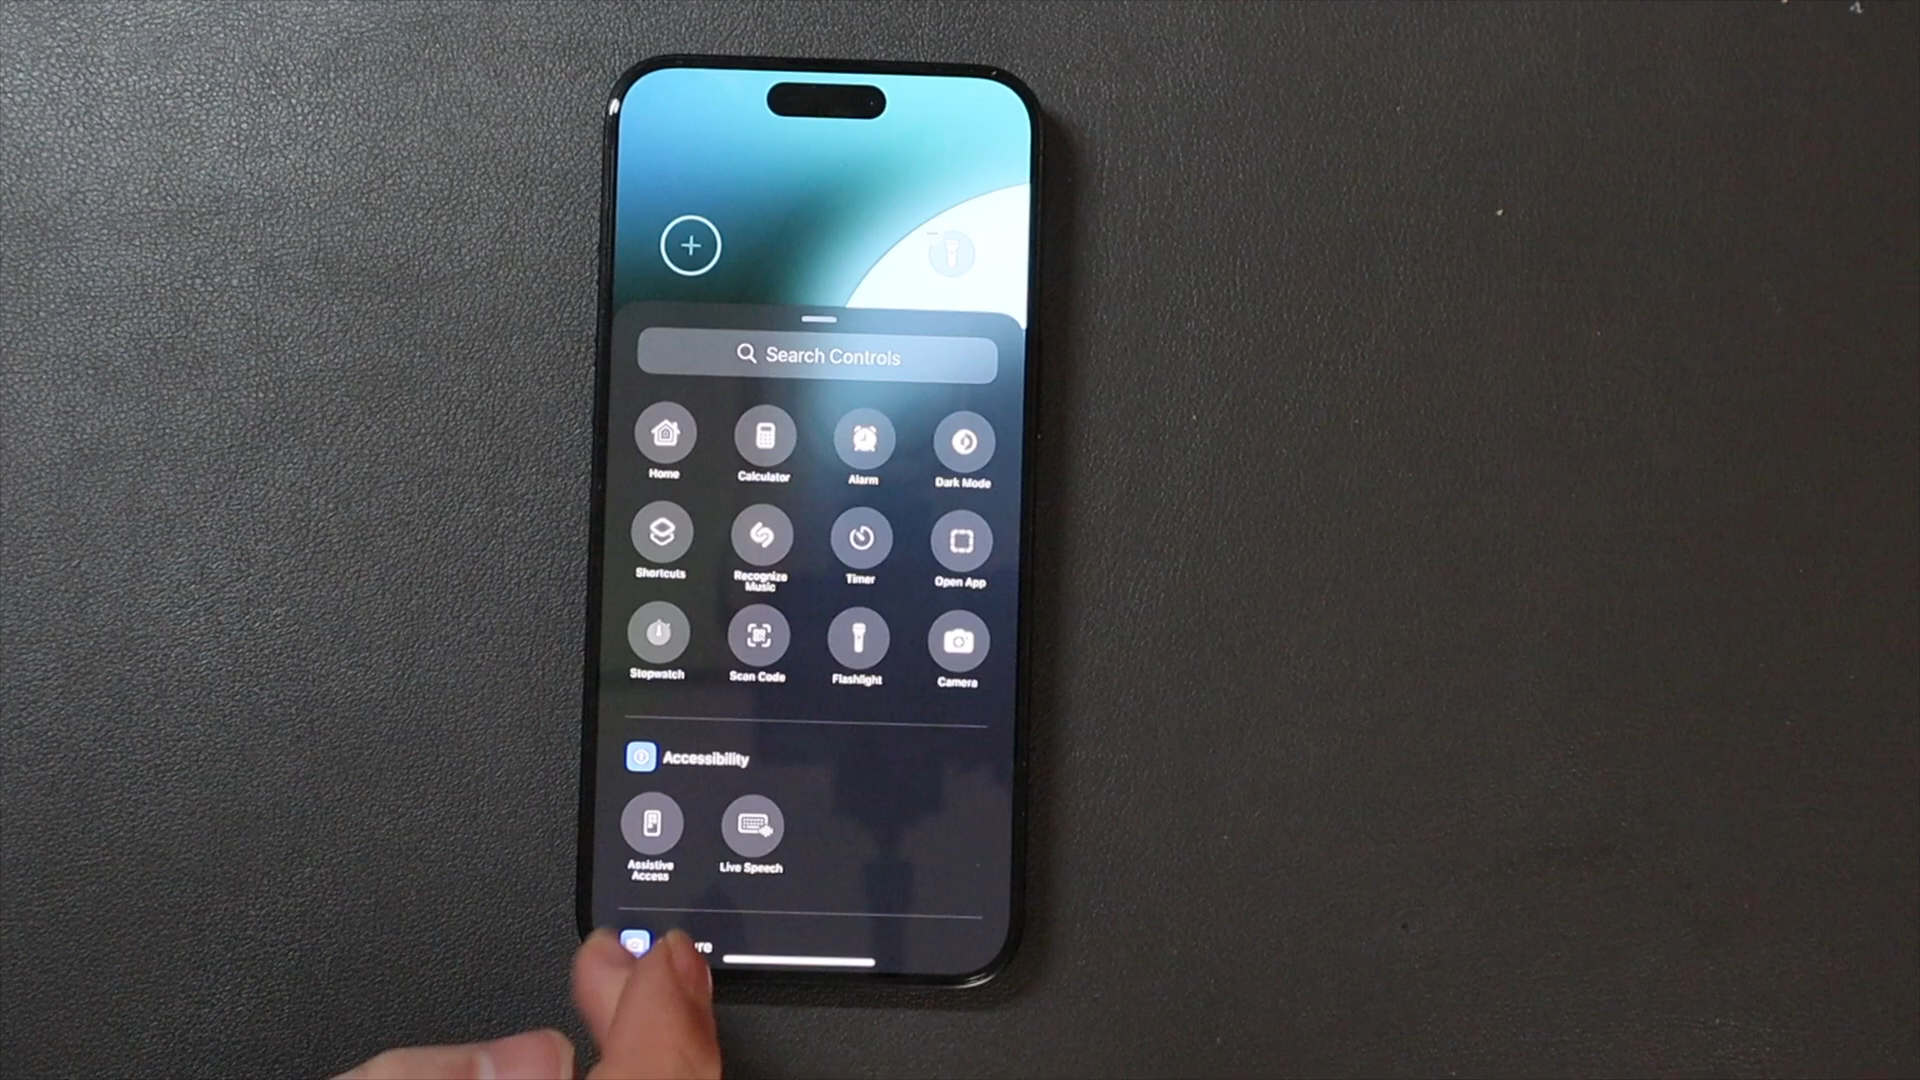 Search Controls
Home Calculator Alarm Dark Mode
Shortcuts Recognize Music Timer Open App
Stopwatch Scan Code Flashlight Camera
Accessibility
Assistive Access Live Speech